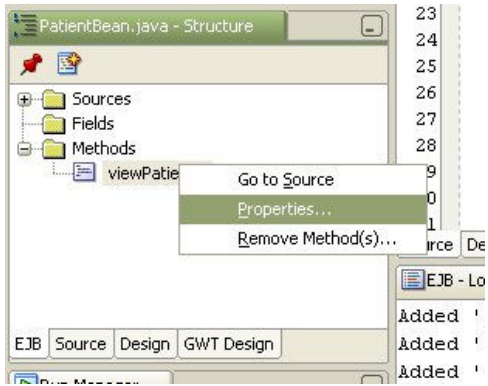 PatientBean.java - Structure
Sources
Fields
Methods
Go to Source
Properties...
Remove Method(s)...
EJB Source Design GWT Design
23
24
25
26
27
28
EJB - Lo
Added '
Added '
Added '